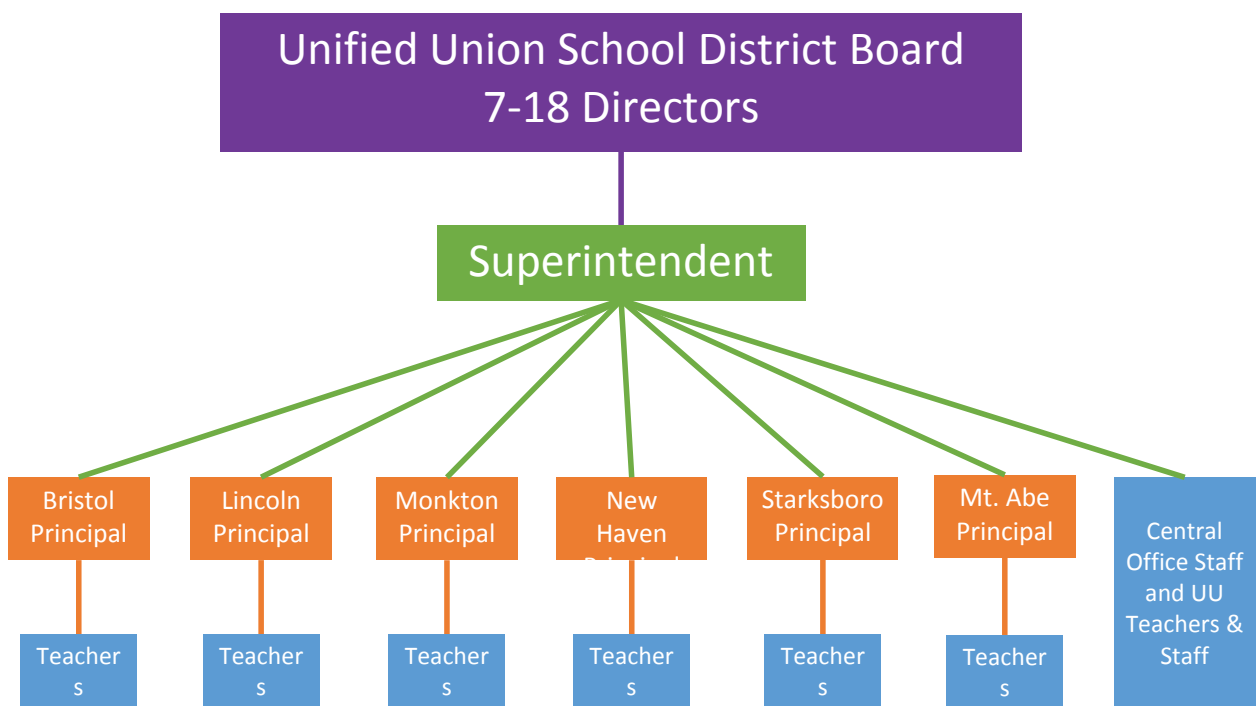 Unified Union School District Board
7-18 Directors
Superintendent
Bristol
Principal
Lincoln
Principal
Monkton
Principal
New
Haven
Starksboro
Principal
Mt. Abe
Principal
Central
Office Staff
and UU
Teachers &
Staff
Teacher
s
Teacher
s
Teacher
s
Teacher
s
Teacher
s
Teacher
s